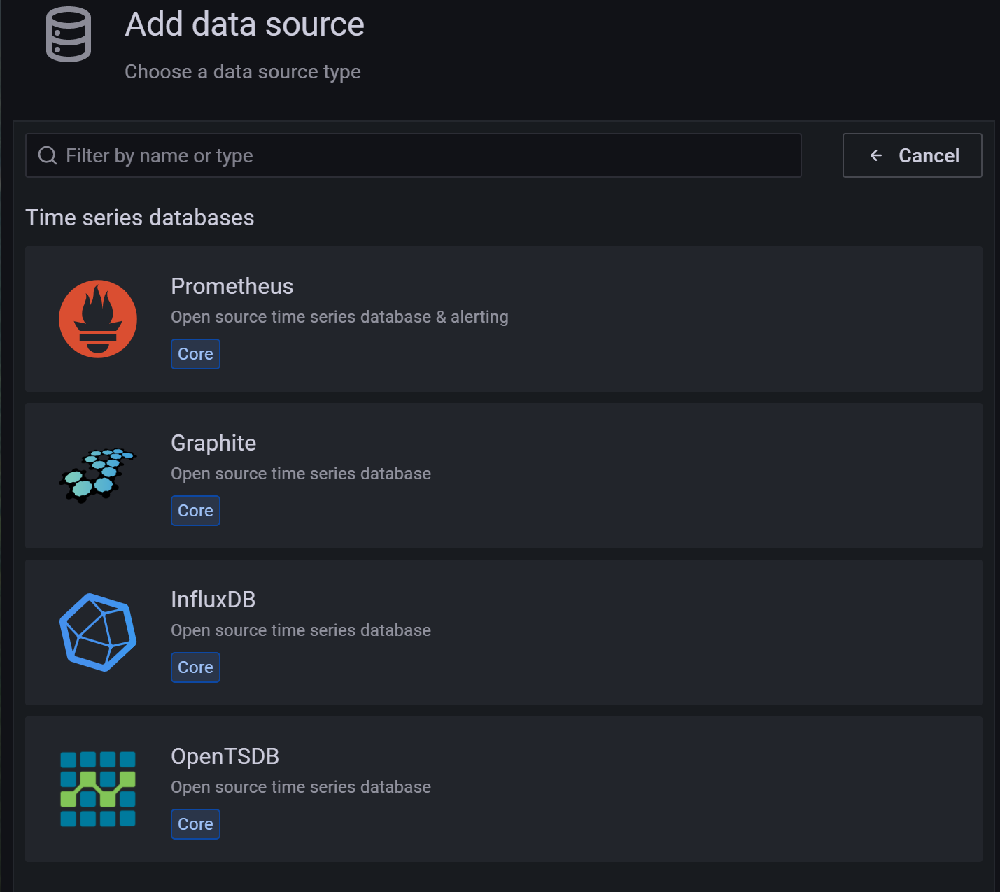 Add data source
Choose a data source type
Filter by name or type
Cancel
Time series databases
Prometheus
Open source time series database & alerting
Core
Graphite
Open source time series database
Core
InfluxDB
Open source time series database
Core
OpenTSDB
Open source time series database
Core